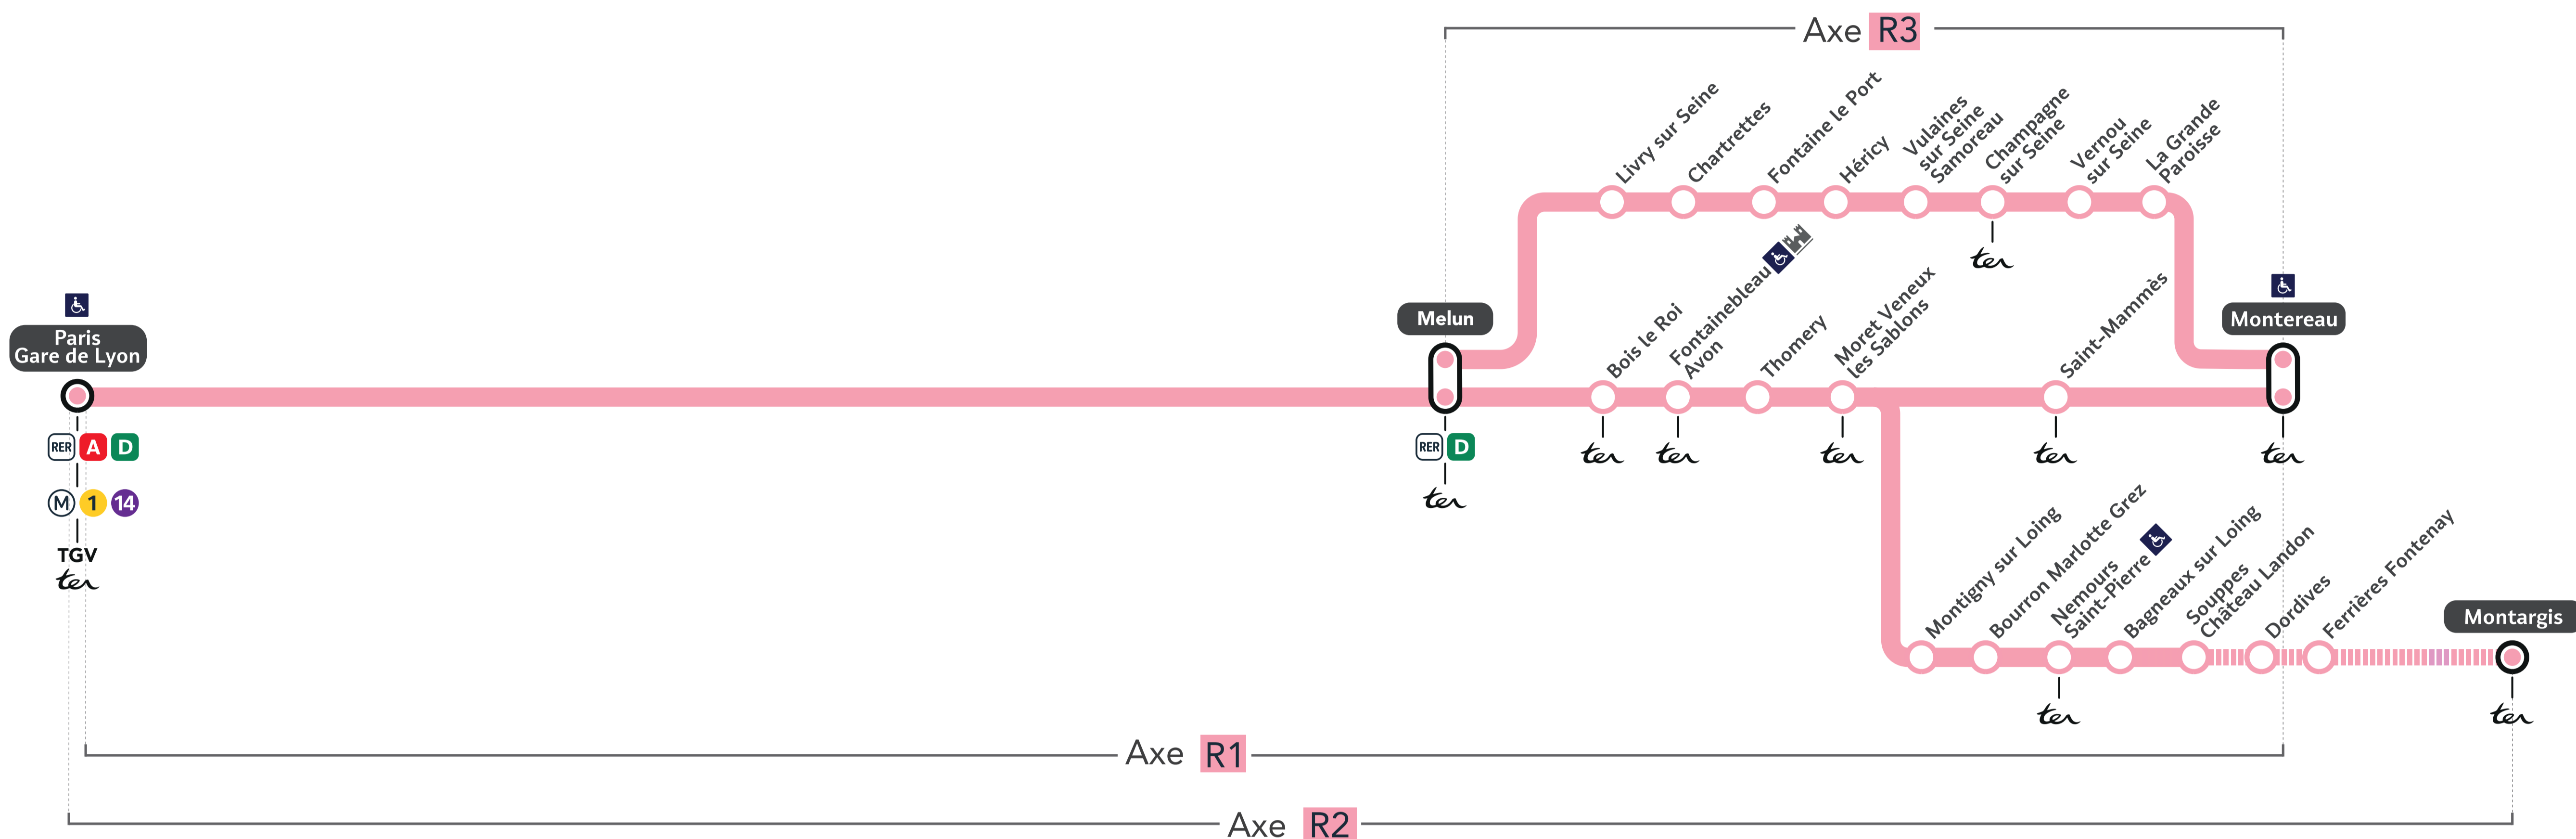 Axe R3
Livry sur Seine
Chartrettes
Fontaine le Port
Héricy
Vulaines
sur Seine
Samoreau
Champagne
sur Seine
Vernou
sur Seine
La Grande
Paroisse
ter
Paris
Gare de Lyon
Melun
Bois le Roi
Fontainebleau
Avon
Thomery
Moret Veneux
les Sablons
Saint-Mammès
Montereau
RER A D
M 1 14
TGV
ter
RER D
ter
ter
ter
ter
ter
ter
Montigny sur Loing
Bourron Marlotte Grez
Nemours
Saint-Pierre
Bagneaux sur Loing
Souppes
Château Landon
Dordives
Ferrières Fontenay
Montargis
ter
ter
Axe R1
Axe R2